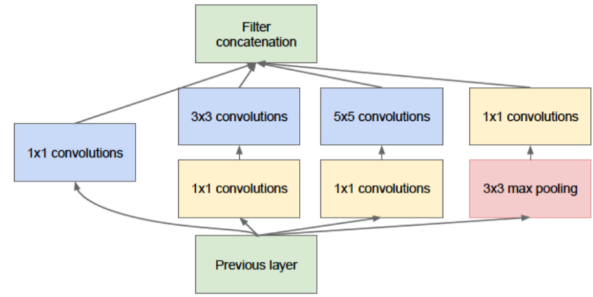 Filter
concatenation
3x3 convolutions
5x5 convolutions
1x1 convolutions
1x1 convolutions
1x1 convolutions
1x1 convolutions
3x3 max pooling
Previous layer